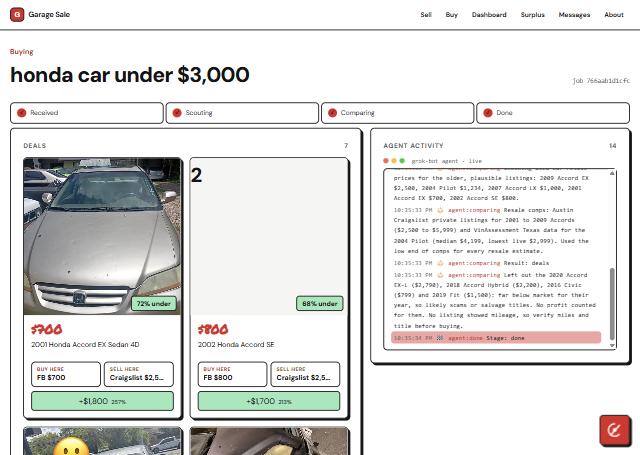 G Garage Sale
Sell Buy Dashboard Surplus Messages About
Buying
honda car under $3,000
job 766aab1d1cfc
Received
Scouting
Comparing
Done
DEALS 7
72% under
$700
2001 Honda Accord EX Sedan 4D
BUY HERE
FB $700
SELL HERE
Craigslist $2,5...
+$1,800 257%
2
68% under
$800
2002 Honda Accord SE
BUY HERE
FB $800
SELL HERE
Craigslist $2,5...
+$1,700 213%
AGENT ACTIVITY 14
grok-bot agent · live
prices for the older, plausible listings: 2009 Accord EX
$2,500, 2004 Pilot $1,234, 2007 Accord LX $1,000, 2001
Accord EX $700, 2002 Accord SE $800.
10:35:33 PM agent:comparing Resale comps: Austin
Craigslist private listings for 2001 to 2009 Accords
($2,500 to $5,999) and VinAssessment Texas data for the
2004 Pilot (median $4,199, lowest live $2,999). Used the
low end of comps for every resale estimate.
10:35:33 PM agent:comparing Result: deals
10:35:33 PM agent:comparing Left out the 2020 Accord
EX-L ($2,790), 2018 Accord Hybrid ($2,200), 2016 Civic
($799) and 2019 Fit ($1,500): far below market for their
year, so likely scams or salvage titles. No profit counted
for them. No listing showed mileage, so verify miles and
title before buying.
10:35:34 PM agent:done Stage: done